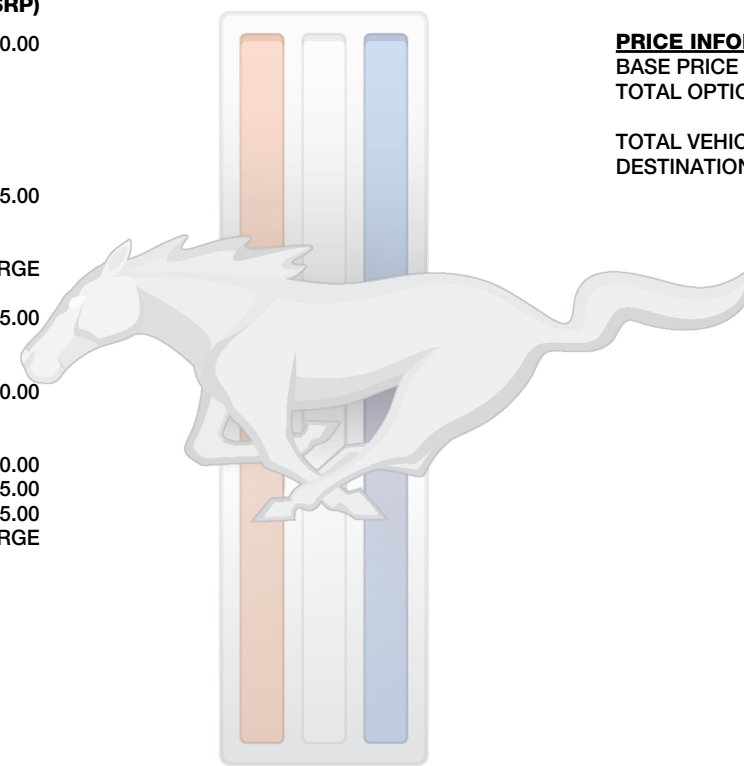 SRP)
0.00
5.00
RGE
5.00
0.00
0.00
5.00
5.00
RGE
PRICE INFO
BASE PRICE
TOTAL OPTIO
TOTAL VEHIC
DESTINATION